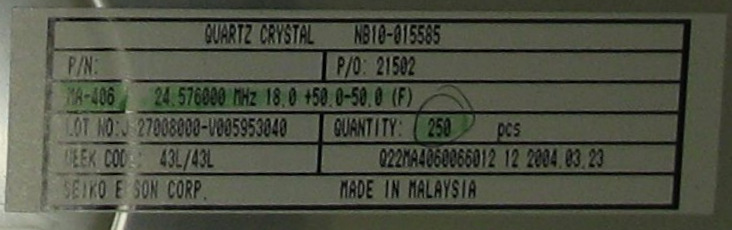 QUARTZ CRYSTAL NB10-015585
P/N: P/O: 21502
MA-406 24.576000 MHz 18.0 +50.0-50.0 (F)
LOT NO: 27008000-V005953040 QUANTITY: 250 pcs
WEEK CODE: 43L/43L Q22MA4060066012 12 2004.03.23
SEIKO EPSON CORP. MADE IN MALAYSIA